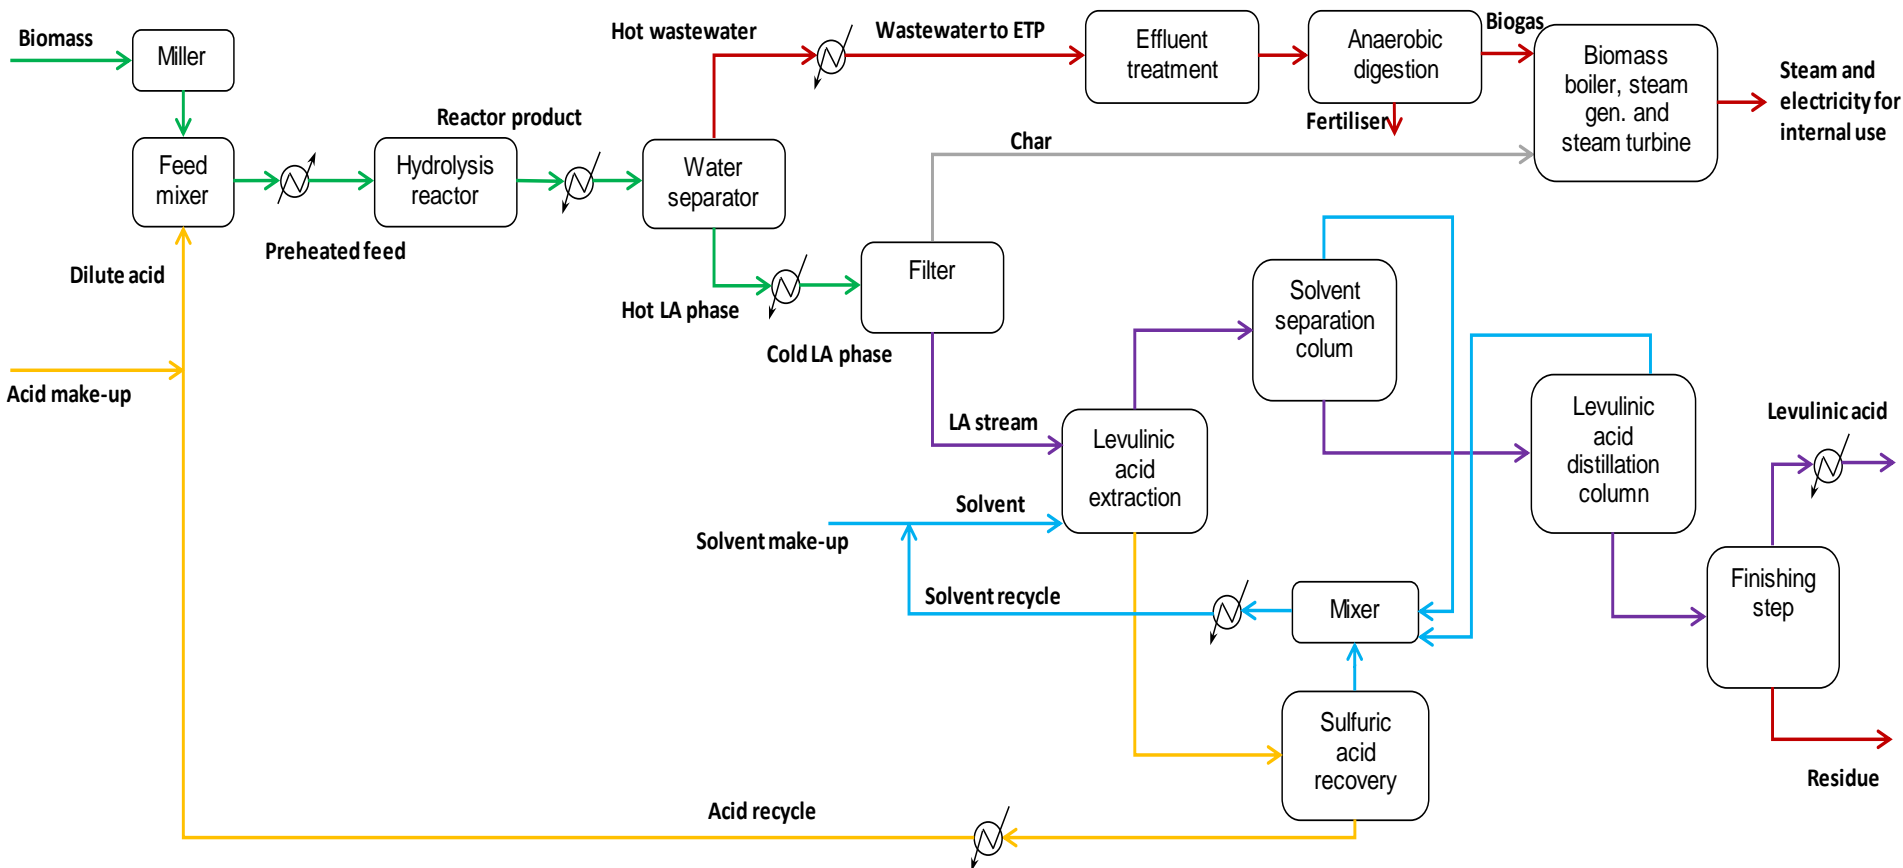 Biomass
Miller
Hot wastewater
Wastewater to ETP
Effluent
treatment
Anaerobic
digestion
Biogas
Biomass
boiler, steam
gen. and
steam turbine
Steam and
electricity for
internal use
Fertiliser
Char
Reactor product
Feed
mixer
Hydrolysis
reactor
Water
separator
Preheated feed
Dilute acid
Filter
Hot LA phase
Cold LA phase
Solvent
separation
colum
Acid make-up
LA stream
Levulinic
acid
extraction
Levulinic
acid
distillation
column
Levulinic acid
Solvent
Solvent make-up
Solvent recycle
Mixer
Finishing
step
Sulfuric
acid
recovery
Residue
Acid recycle